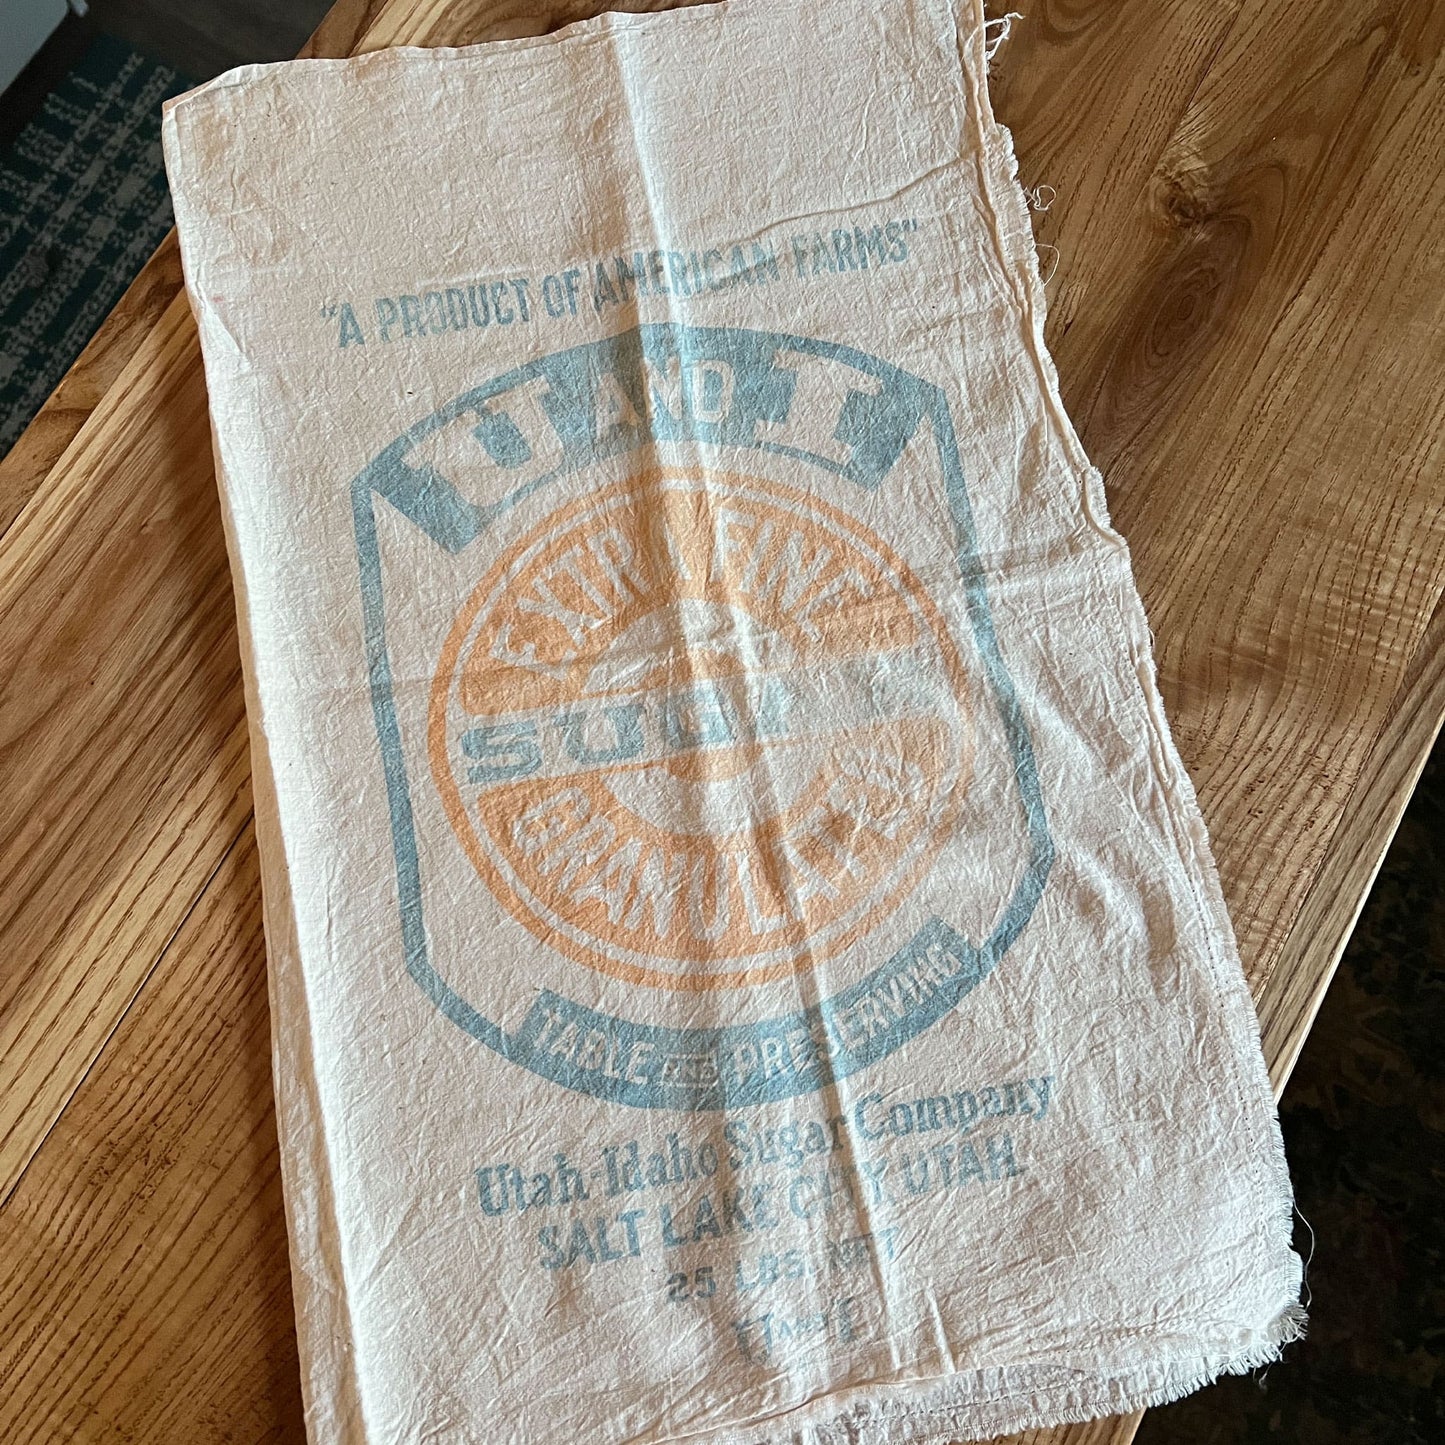 "A PRODUCT OF AMERICAN FARMS"
U AND I
EXTRA FINE
SUGAR
GRANULATED
TABLE AND PRESERVING
Utah-Idaho Sugar Company
SALT LAKE CITY, UTAH
25 LBS. NET